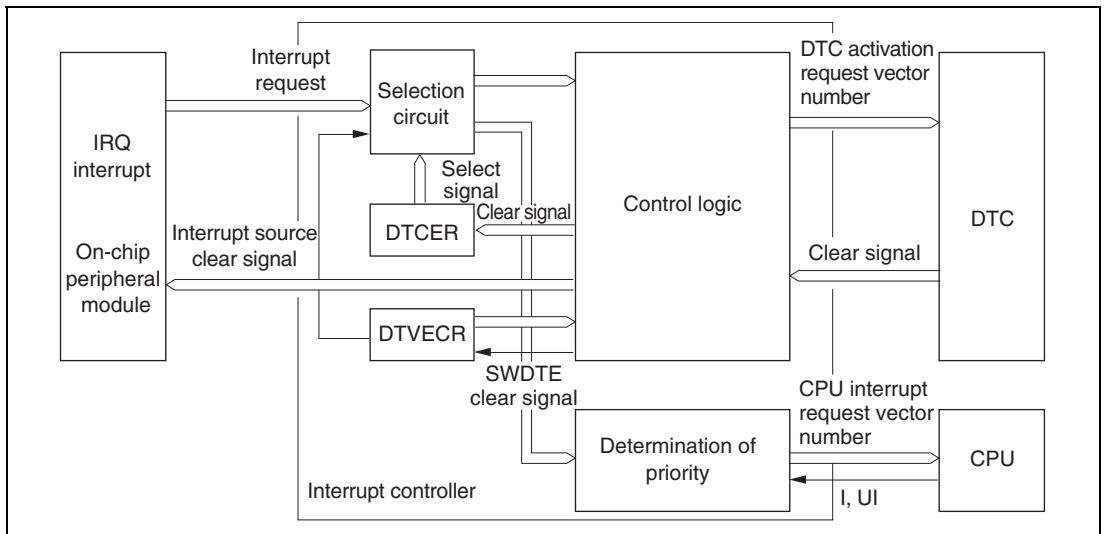 IRQ
interrupt
On-chip
peripheral
module
Interrupt
request
Selection
circuit
Select
signal
DTCER
Clear signal
Interrupt source
clear signal
DTVECR
SWDTE
clear signal
Control logic
DTC activation
request vector
number
DTC
Clear signal
Determination of
priority
CPU interrupt
request vector
number
CPU
I, UI
Interrupt controller